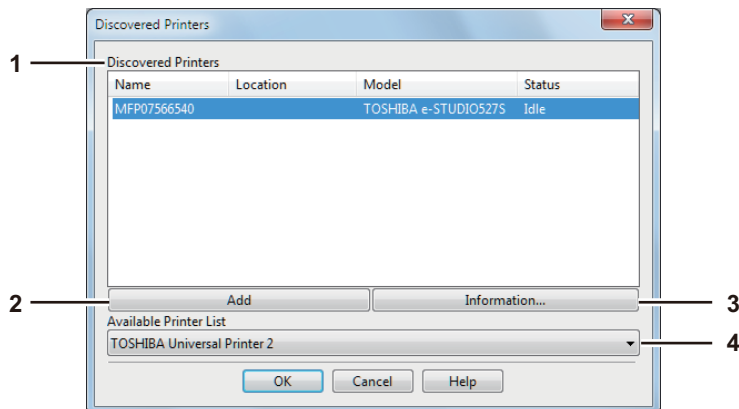 Discovered Printers
1 Discovered Printers
Name Location Model Status
MFP07566540 TOSHIBA e-STUDIO527S Idle
2 Add Information... 3
Available Printer List
TOSHIBA Universal Printer 2 4
OK Cancel Help